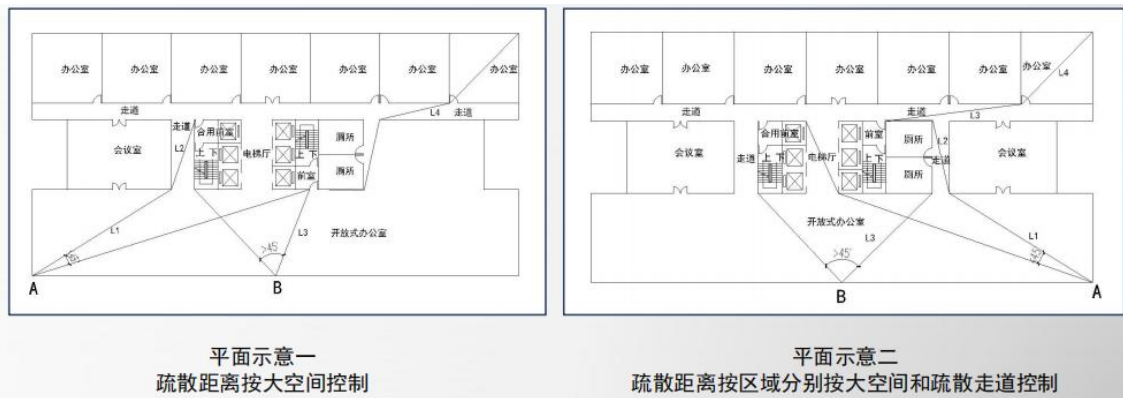 办公室 办公室 办公室 办公室 办公室 办公室 办公室
走道 L4 走道
走道 合用前室 厕所
会议室 L2 上 下 电梯厅 上 下
前室 厕所
L1 L3 开放式办公室
A B
办公室 办公室 办公室 办公室 办公室 办公室 办公室
L4
走道
L3
合用前室 前室 厕所
会议室 走道 上 下 电梯厅 上 下 L2 走道 会议室
厕所
开放式办公室
L3 L1
>45°
B A
平面示意一
疏散距离按大空间控制
平面示意二
疏散距离按区域分别按大空间和疏散走道控制